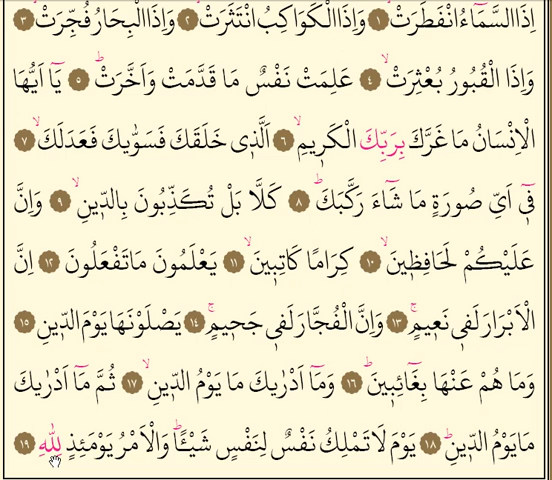 اِذَا السَّمَٓاءُ انْفَطَرَتْۙ ﴿١﴾ وَاِذَا الْكَوَاكِبُ انْتَثَرَتْۙ ﴿٢﴾ وَاِذَا الْبِحَارُ فُجِّرَتْۙ ﴿٣﴾
وَاِذَا الْقُبُورُ بُعْثِرَتْۙ ﴿٤﴾ عَلِمَتْ نَفْسٌ مَا قَدَّمَتْ وَاَخَّرَتْۜ ﴿٥﴾ يَٓا اَيُّهَا
الْاِنْسَانُ مَا غَرَّكَ بِرَبِّكَ الْكَر۪يمِۙ ﴿٦﴾ اَلَّذ۪ي خَلَقَكَ فَسَوّٰيكَ فَعَدَلَكَۙ ﴿٧﴾
ف۪ٓي اَيِّ صُورَةٍ مَا شَٓاءَ رَكَّبَكَۜ ﴿٨﴾ كَلَّا بَلْ تُكَذِّبُونَ بِالدّ۪ينِۙ ﴿٩﴾ وَاِنَّ
عَلَيْكُمْ لَحَافِظ۪ينَۙ ﴿١٠﴾ كِرَامًا كَاتِب۪ينَۙ ﴿١١﴾ يَعْلَمُونَ مَا تَفْعَلُونَ ﴿١٢﴾ اِنَّ
الْاَبْرَارَ لَف۪ي نَع۪يمٍۚ ﴿١٣﴾ وَاِنَّ الْفُجَّارَ لَف۪ي جَح۪يمٍۚ ﴿١٤﴾ يَصْلَوْنَهَا يَوْمَ الدّ۪ينِ ﴿١٥﴾
وَمَا هُمْ عَنْهَا بِغَٓائِب۪ينَۜ ﴿١٦﴾ وَمَٓا اَدْرٰيكَ مَا يَوْمُ الدّ۪ينِۙ ﴿١٧﴾ ثُمَّ مَٓا اَدْرٰيكَ
مَا يَوْمُ الدّ۪ينِۜ ﴿١٨﴾ يَوْمَ لَا تَمْلِكُ نَفْسٌ لِنَفْسٍ شَيْـًٔاۜ وَالْاَمْرُ يَوْمَئِذٍ لِلّٰهِ ﴿١٩﴾